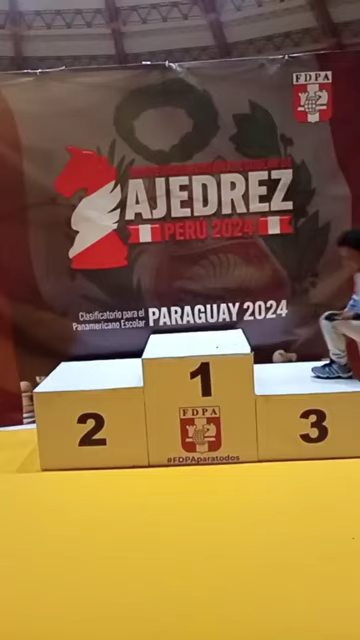 FDPA
AJEDREZ
PERÚ 2024
Clasificatorio para el
Panamericano Escolar
PARAGUAY 2024
1
2
3
FDPA
#FDPAparatodos